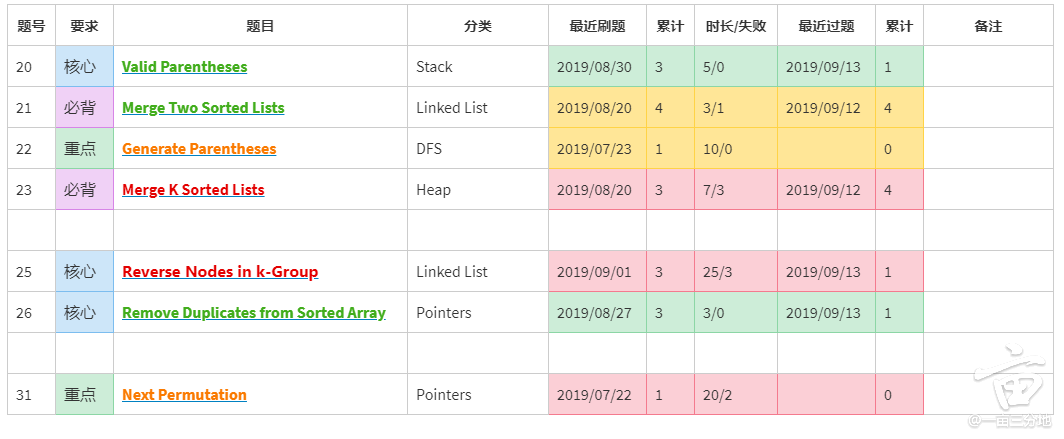 题号 要求 题目 分类 最近刷题 累计 时长/失败 最近过题 累计 备注
20 核心 Valid Parentheses Stack 2019/08/30 3 5/0 2019/09/13 1
21 必背 Merge Two Sorted Lists Linked List 2019/08/20 4 3/1 2019/09/12 4
22 重点 Generate Parentheses DFS 2019/07/23 1 10/0 0
23 必背 Merge K Sorted Lists Heap 2019/08/20 3 7/3 2019/09/12 4
25 核心 Reverse Nodes in k-Group Linked List 2019/09/01 3 25/3 2019/09/13 1
26 核心 Remove Duplicates from Sorted Array Pointers 2019/08/27 3 3/0 2019/09/13 1
31 重点 Next Permutation Pointers 2019/07/22 1 20/2 0
亩
@一亩三分地